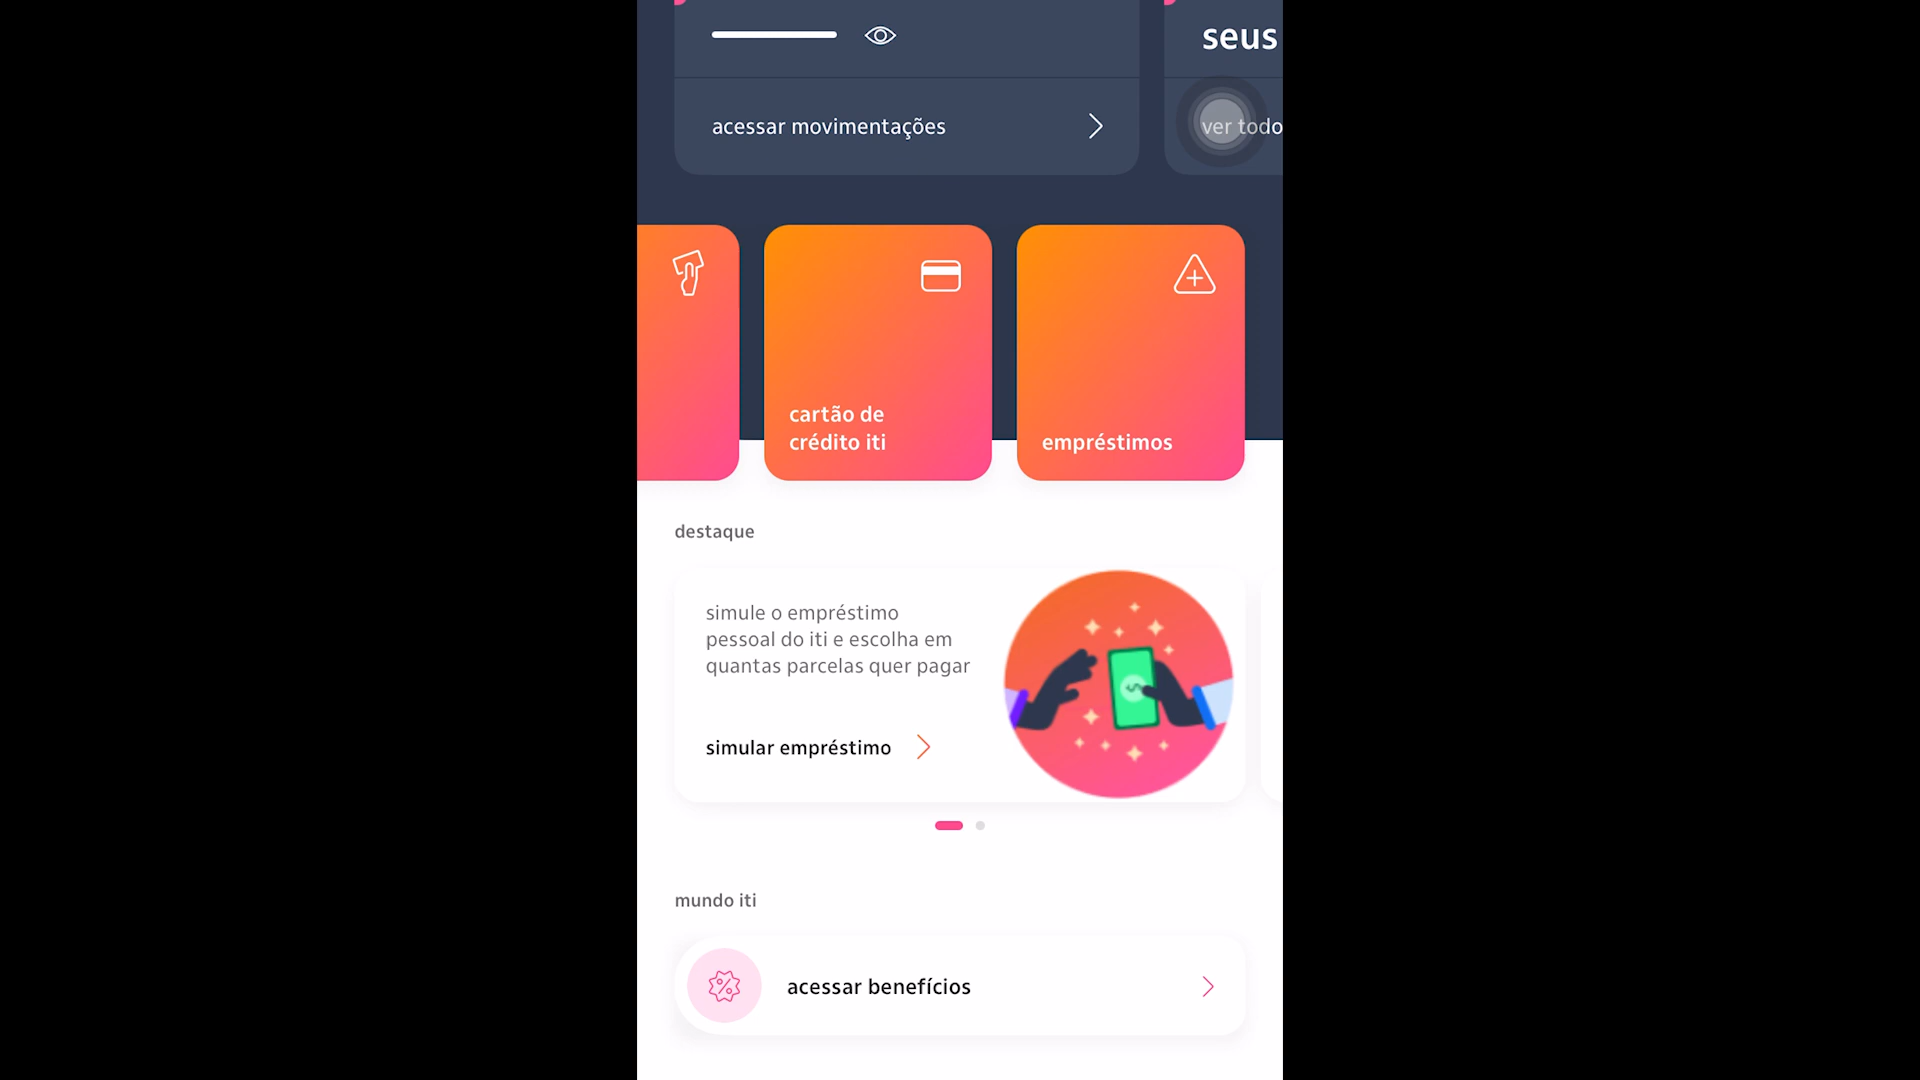 seus
acessar movimentações
ver todo
cartão de
crédito iti
empréstimos
destaque
simule o empréstimo
pessoal do iti e escolha em
quantas parcelas quer pagar
simular empréstimo
mundo iti
acessar benefícios